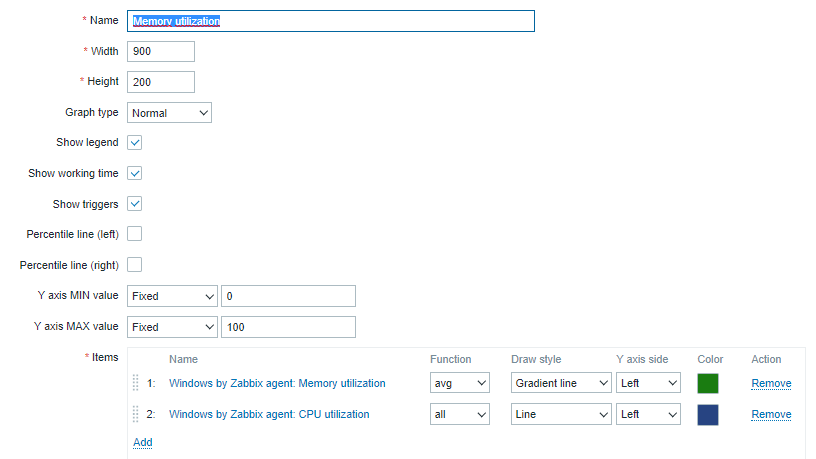 * Name Memory utilization
* Width 900
* Height 200
Graph type Normal
Show legend
Show working time
Show triggers
Percentile line (left)
Percentile line (right)
Y axis MIN value Fixed 0
Y axis MAX value Fixed 100
* Items Name Function Draw style Y axis side Color Action
1: Windows by Zabbix agent: Memory utilization avg Gradient line Left Remove
2: Windows by Zabbix agent: CPU utilization all Line Left Remove
Add